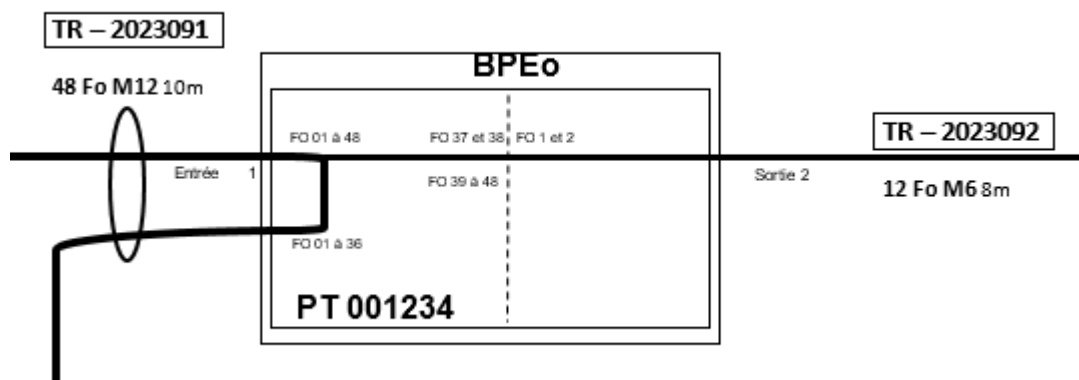 TR – 2023091
48 Fo M12 10m
BPEo
FO 01 à 48
FO 37 et 38
FO 1 et 2
TR – 2023092
Entrée 1
FO 39 à 48
Sortie 2
12 Fo M6 8m
FO 01 à 36
PT 001234